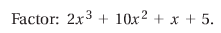 Factor: 2x³ + 10x² + x + 5.